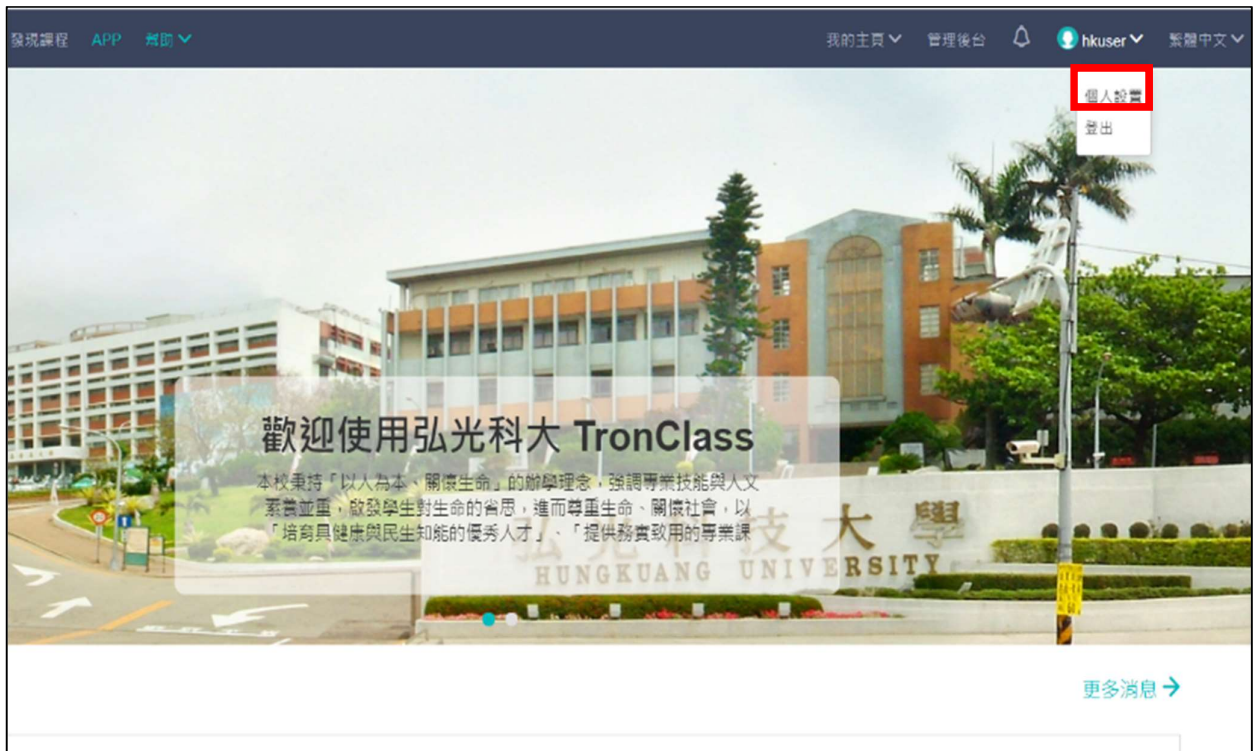 發現課程 APP 幫助 我的主頁 管理後台 hkuser 繁體中文
個人設置
登出
歡迎使用弘光科大 TronClass
本校秉持「以人為本、關懷生命」的辦學理念，強調專業技能與人文
素養並重，啟發學生對生命的省思，進而尊重生命、關懷社會，以
「培育具健康與民生知能的優秀人才」、「提供務實致用的專業課
弘光科技大學
HUNGKUANG UNIVERSITY
更多消息